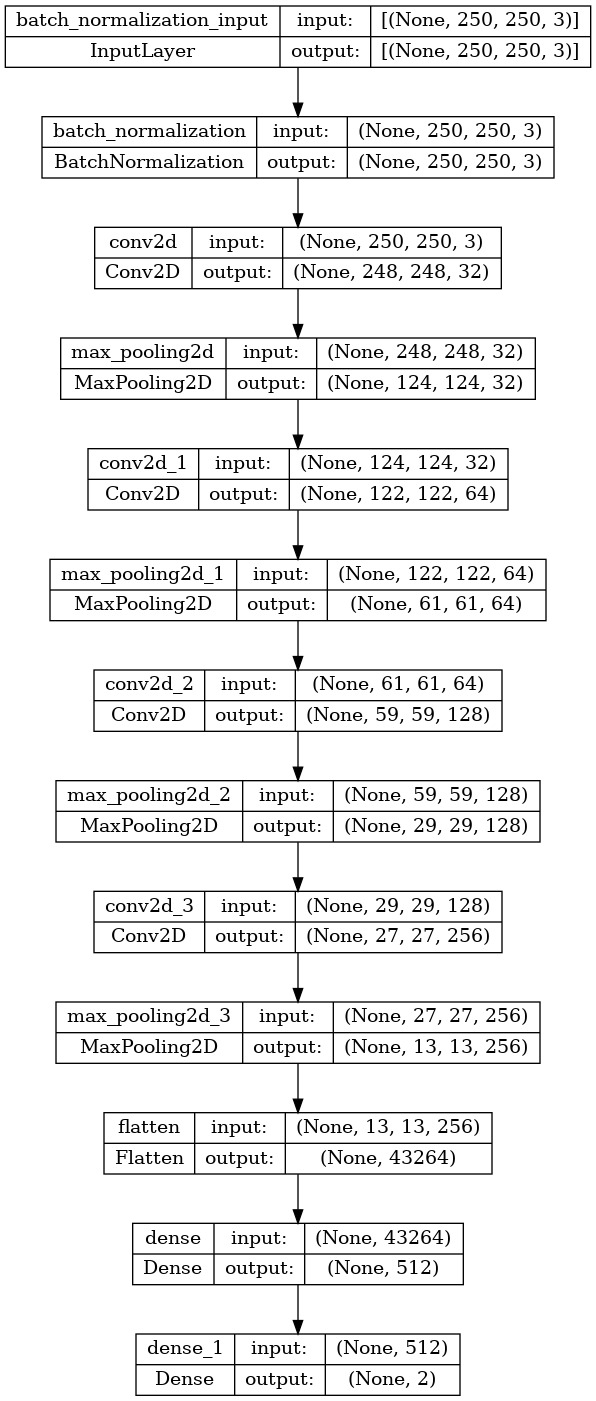 batch_normalization_input input: [(None, 250, 250, 3)]
InputLayer output: [(None, 250, 250, 3)]
batch_normalization input: (None, 250, 250, 3)
BatchNormalization output: (None, 250, 250, 3)
conv2d input: (None, 250, 250, 3)
Conv2D output: (None, 248, 248, 32)
max_pooling2d input: (None, 248, 248, 32)
MaxPooling2D output: (None, 124, 124, 32)
conv2d_1 input: (None, 124, 124, 32)
Conv2D output: (None, 122, 122, 64)
max_pooling2d_1 input: (None, 122, 122, 64)
MaxPooling2D output: (None, 61, 61, 64)
conv2d_2 input: (None, 61, 61, 64)
Conv2D output: (None, 59, 59, 128)
max_pooling2d_2 input: (None, 59, 59, 128)
MaxPooling2D output: (None, 29, 29, 128)
conv2d_3 input: (None, 29, 29, 128)
Conv2D output: (None, 27, 27, 256)
max_pooling2d_3 input: (None, 27, 27, 256)
MaxPooling2D output: (None, 13, 13, 256)
flatten input: (None, 13, 13, 256)
Flatten output: (None, 43264)
dense input: (None, 43264)
Dense output: (None, 512)
dense_1 input: (None, 512)
Dense output: (None, 2)